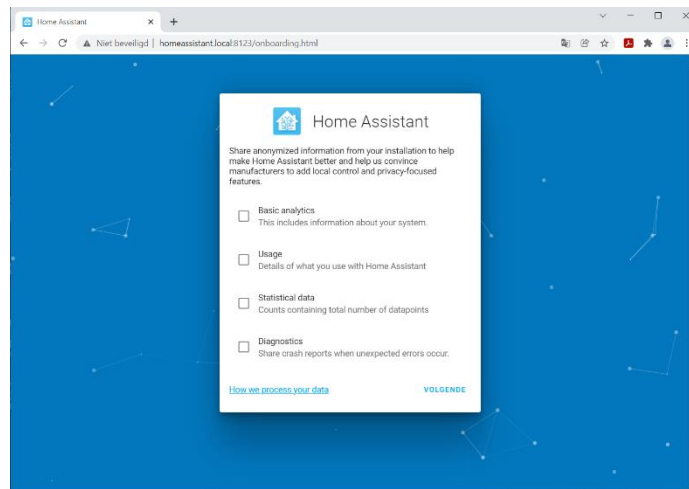 Home Assistant
Niet beveiligd | homeassistant.local:8123/onboarding.html
Home Assistant
Share anonymized information from your installation to help
make Home Assistant better and help us convince
manufacturers to add local control and privacy-focused
features.
Basic analytics
This includes information about your system.
Usage
Details of what you use with Home Assistant
Statistical data
Counts containing total number of datapoints
Diagnostics
Share crash reports when unexpected errors occur.
How we process your data
VOLGENDE